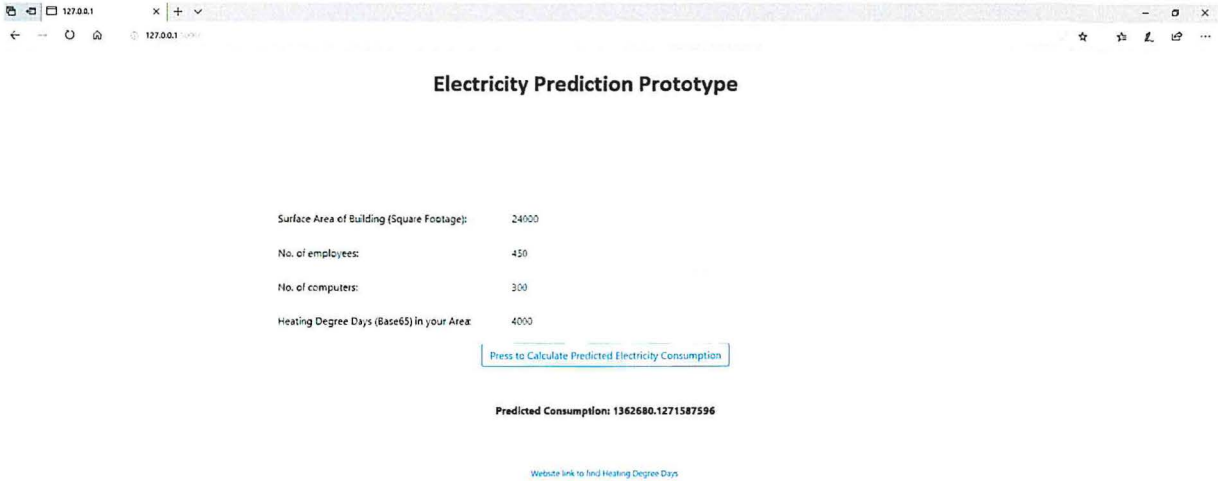 127.0.0.1
127.0.0.1
Electricity Prediction Prototype
Surface Area of Building (Square Footage): 24000
No. of employees: 450
No. of computers: 300
Heating Degree Days (Base65) in your Area: 4000
Press to Calculate Predicted Electricity Consumption
Predicted Consumption: 1362680.1271587596
Website link to find Heating Degree Days